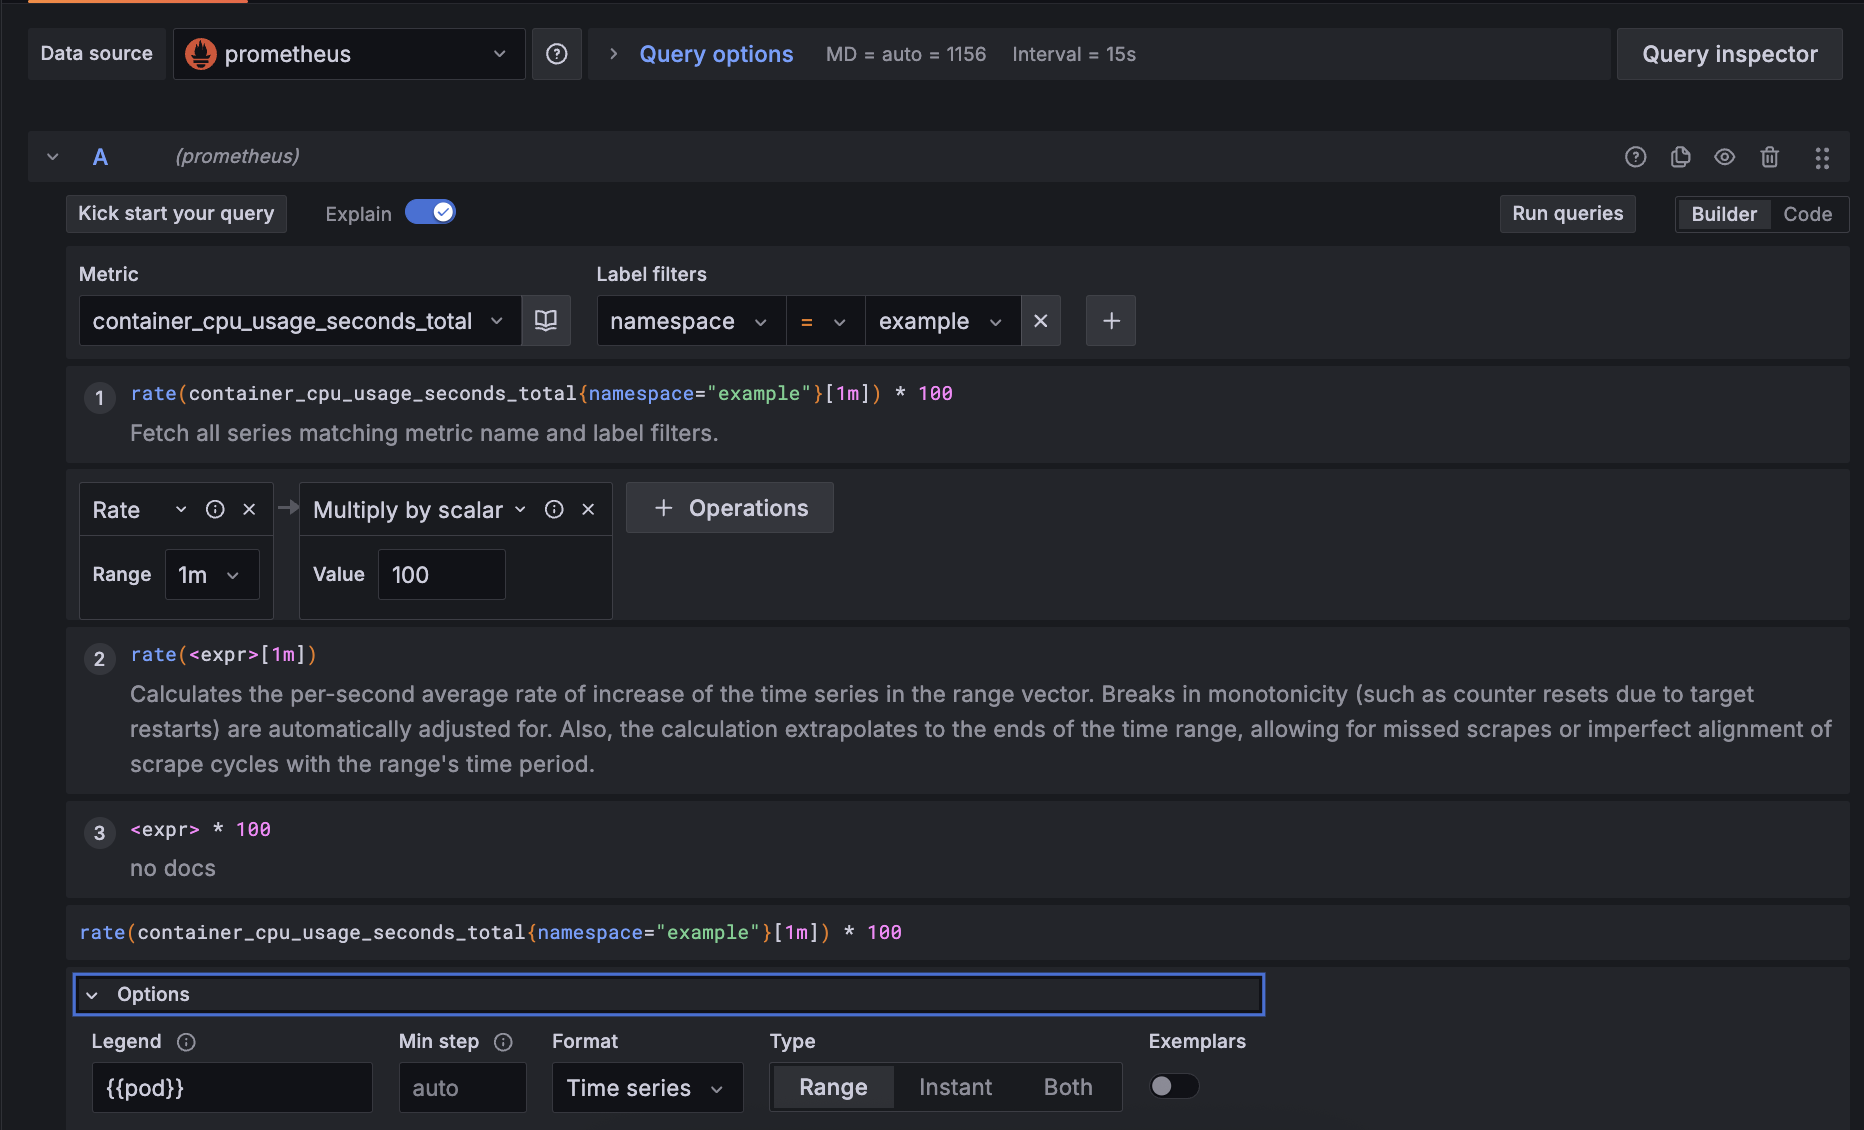 Data source prometheus Query options MD = auto = 1156 Interval = 15s Query inspector
A (prometheus)
Kick start your query Explain Run queries Builder Code
Metric Label filters
container_cpu_usage_seconds_total namespace = example
1 rate(container_cpu_usage_seconds_total{namespace="example"}[1m]) * 100
Fetch all series matching metric name and label filters.
Rate Multiply by scalar + Operations
Range 1m Value 100
2 rate(<expr>[1m])
Calculates the per-second average rate of increase of the time series in the range vector. Breaks in monotonicity (such as counter resets due to target
restarts) are automatically adjusted for. Also, the calculation extrapolates to the ends of the time range, allowing for missed scrapes or imperfect alignment of
scrape cycles with the range's time period.
3 <expr> * 100
no docs
rate(container_cpu_usage_seconds_total{namespace="example"}[1m]) * 100
Options
Legend Min step Format Type Exemplars
{{pod}} auto Time series Range Instant Both